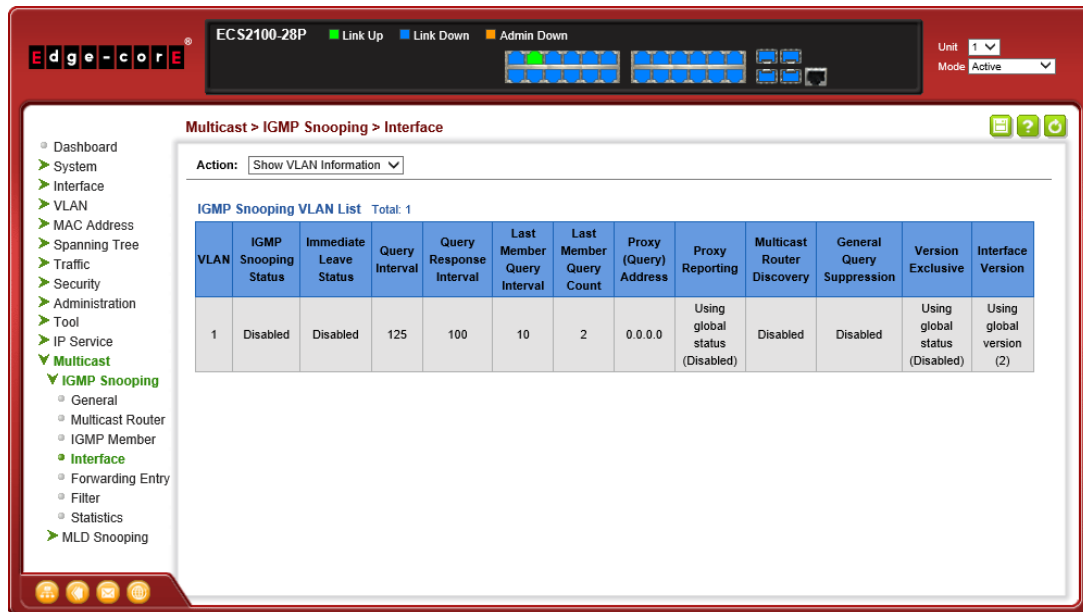 Edge-corE ®
ECS2100-28P Link Up Link Down Admin Down
Unit 1
Mode Active
Multicast > IGMP Snooping > Interface
Dashboard
System
Interface
VLAN
MAC Address
Spanning Tree
Traffic
Security
Administration
Tool
IP Service
Multicast
IGMP Snooping
General
Multicast Router
IGMP Member
Interface
Forwarding Entry
Filter
Statistics
MLD Snooping
Action: Show VLAN Information
IGMP Snooping VLAN List Total: 1
VLAN
IGMP
Snooping
Status
Immediate
Leave
Status
Query
Interval
Query
Response
Interval
Last
Member
Query
Interval
Last
Member
Query
Count
Proxy
(Query)
Address
Proxy
Reporting
Multicast
Router
Discovery
General
Query
Suppression
Version
Exclusive
Interface
Version
1
Disabled
Disabled
125
100
10
2
0.0.0.0
Using
global
status
(Disabled)
Disabled
Disabled
Using
global
status
(Disabled)
Using
global
version
(2)